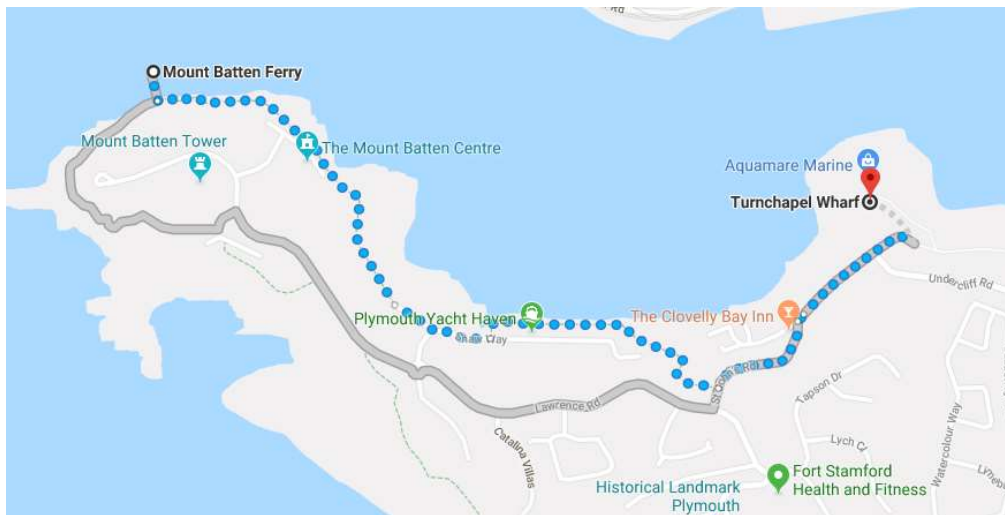 Rd
Mount Batten Ferry
Mount Batten Tower
The Mount Batten Centre
Aquamare Marine
Turnchapel Wharf
Undercliff Rd
Plymouth Yacht Haven
The Clovelly Bay Inn
Lawrence Rd
Tapson Dr
Catalina Villas
Lych Cl
Watercolour Way
Fort Stamford
Health and Fitness
Historical Landmark
Plymouth